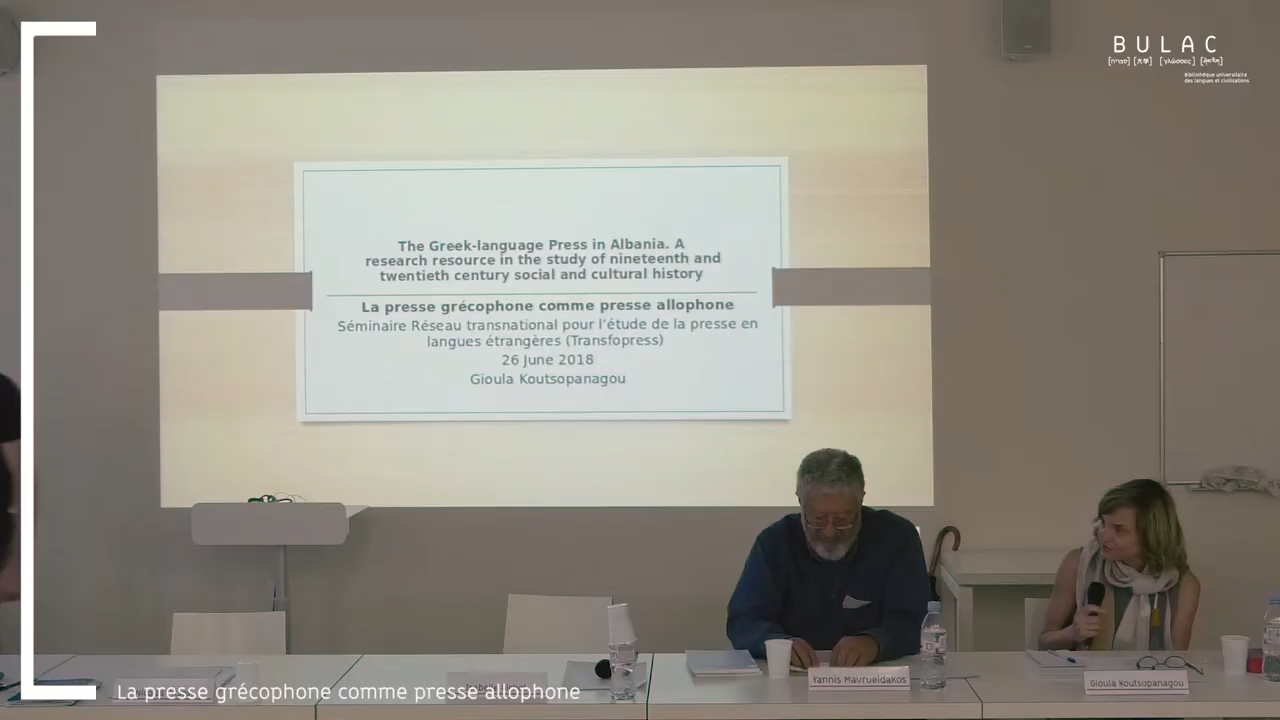 BULAC
Bibliothèque universitaire
des langues et civilisations
The Greek-language Press in Albania. A
research resource in the study of nineteenth and
twentieth century social and cultural history
La presse grécophone comme presse allophone
Séminaire Réseau transnational pour l'étude de la presse en
langues étrangères (Transfopress)
26 June 2018
Gioula Koutsopanagou
Yannis Mavrueidakos
Gioula Koutsopanagou
La presse grécophone comme presse allophone